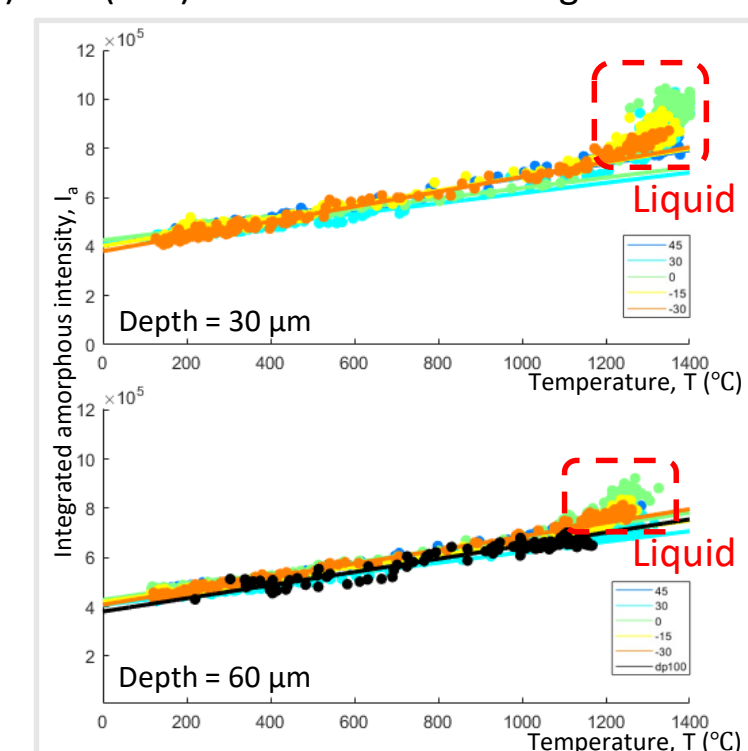 ×10⁵
12
10
8
6
4
2
0
Liquid
45
30
0
-15
-30
Depth = 30 µm
0 200 400 600 800 1000 1200 1400
Temperature, T (°C)
Integrated amorphous intensity, Iₐ
×10⁵
12
10
8
6
4
2
Liquid
45
30
0
-15
-30
dp100
Depth = 60 µm
0 200 400 600 800 1000 1200 1400
Temperature, T (°C)